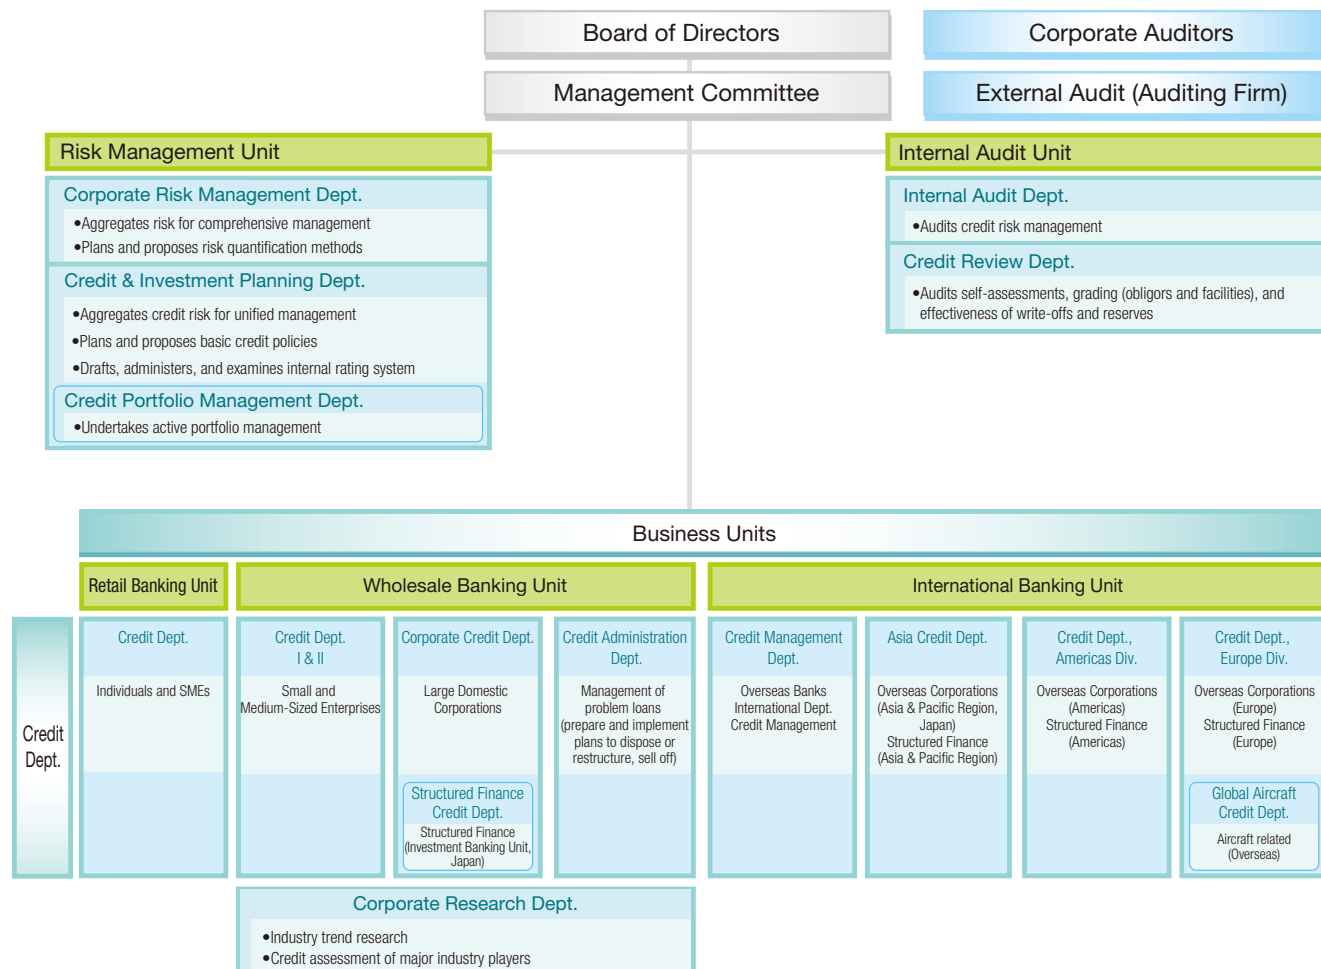 Board of Directors
Corporate Auditors
Management Committee
External Audit (Auditing Firm)
Risk Management Unit
Corporate Risk Management Dept.
•Aggregates risk for comprehensive management
•Plans and proposes risk quantification methods
Credit & Investment Planning Dept.
•Aggregates credit risk for unified management
•Plans and proposes basic credit policies
•Drafts, administers, and examines internal rating system
Credit Portfolio Management Dept.
•Undertakes active portfolio management
Internal Audit Unit
Internal Audit Dept.
•Audits credit risk management
Credit Review Dept.
•Audits self-assessments, grading (obligors and facilities), and
effectiveness of write-offs and reserves
Business Units
Retail Banking Unit
Wholesale Banking Unit
International Banking Unit
Credit
Dept.
Credit Dept.
Individuals and SMEs
Credit Dept.
I & II
Small and
Medium-Sized Enterprises
Corporate Credit Dept.
Large Domestic
Corporations
Structured Finance
Credit Dept.
Structured Finance
(Investment Banking Unit,
Japan)
Credit Administration
Dept.
Management of
problem loans
(prepare and implement
plans to dispose or
restructure, sell off)
Credit Management
Dept.
Overseas Banks
International Dept.
Credit Management
Asia Credit Dept.
Overseas Corporations
(Asia & Pacific Region,
Japan)
Structured Finance
(Asia & Pacific Region)
Credit Dept.,
Americas Div.
Overseas Corporations
(Americas)
Structured Finance
(Americas)
Credit Dept.,
Europe Div.
Overseas Corporations
(Europe)
Structured Finance
(Europe)
Global Aircraft
Credit Dept.
Aircraft related
(Overseas)
Corporate Research Dept.
•Industry trend research
•Credit assessment of major industry players